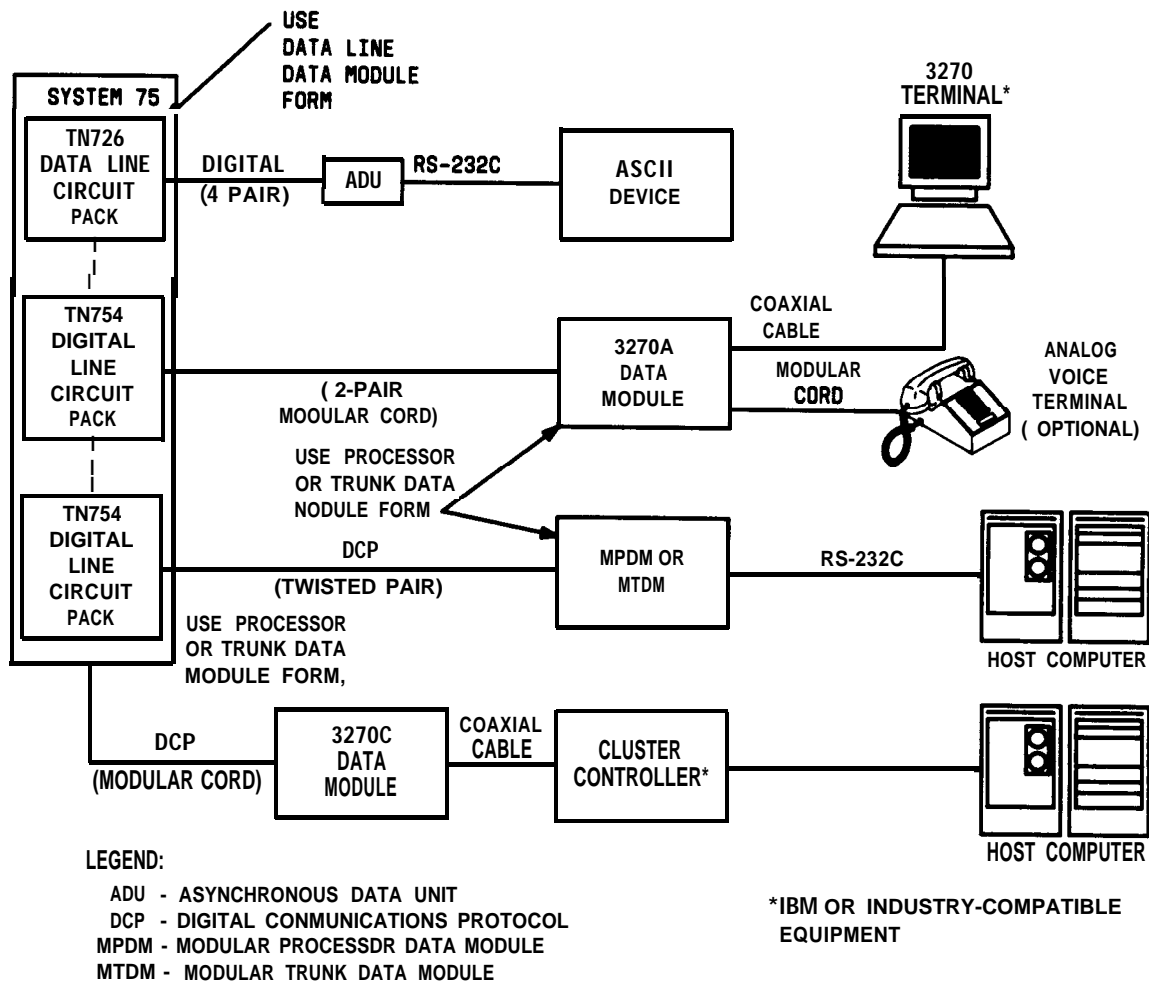 USE
DATA LINE
DATA MODULE
FORM
SYSTEM 75
TN726
DATA LINE
CIRCUIT
PACK
DIGITAL
(4 PAIR)
ADU
RS-232C
ASCII
DEVICE
3270
TERMINAL*
TN754
DIGITAL
LINE
CIRCUIT
PACK
( 2-PAIR
MOOULAR CORD)
3270A
DATA
MODULE
COAXIAL
CABLE
MODULAR
CORD
ANALOG
VOICE
TERMINAL
( OPTIONAL)
USE PROCESSOR
OR TRUNK DATA
NODULE FORM
TN754
DIGITAL
LINE
CIRCUIT
PACK
DCP
(TWISTED PAIR)
MPDM OR
MTDM
RS-232C
HOST COMPUTER
USE PROCESSOR
OR TRUNK DATA
MODULE FORM,
DCP
(MODULAR CORD)
3270C
DATA
MODULE
COAXIAL
CABLE
CLUSTER
CONTROLLER*
HOST COMPUTER
LEGEND:
ADU - ASYNCHRONOUS DATA UNIT
DCP - DIGITAL CONMUNICATIONS PROTOCOL
MPDM - MODULAR PROCESSDR DATA MODULE
MTDM - MODULAR TRUNK DATA MODULE
*IBM OR INDUSTRY-COMPATIBLE
EQUIPMENT